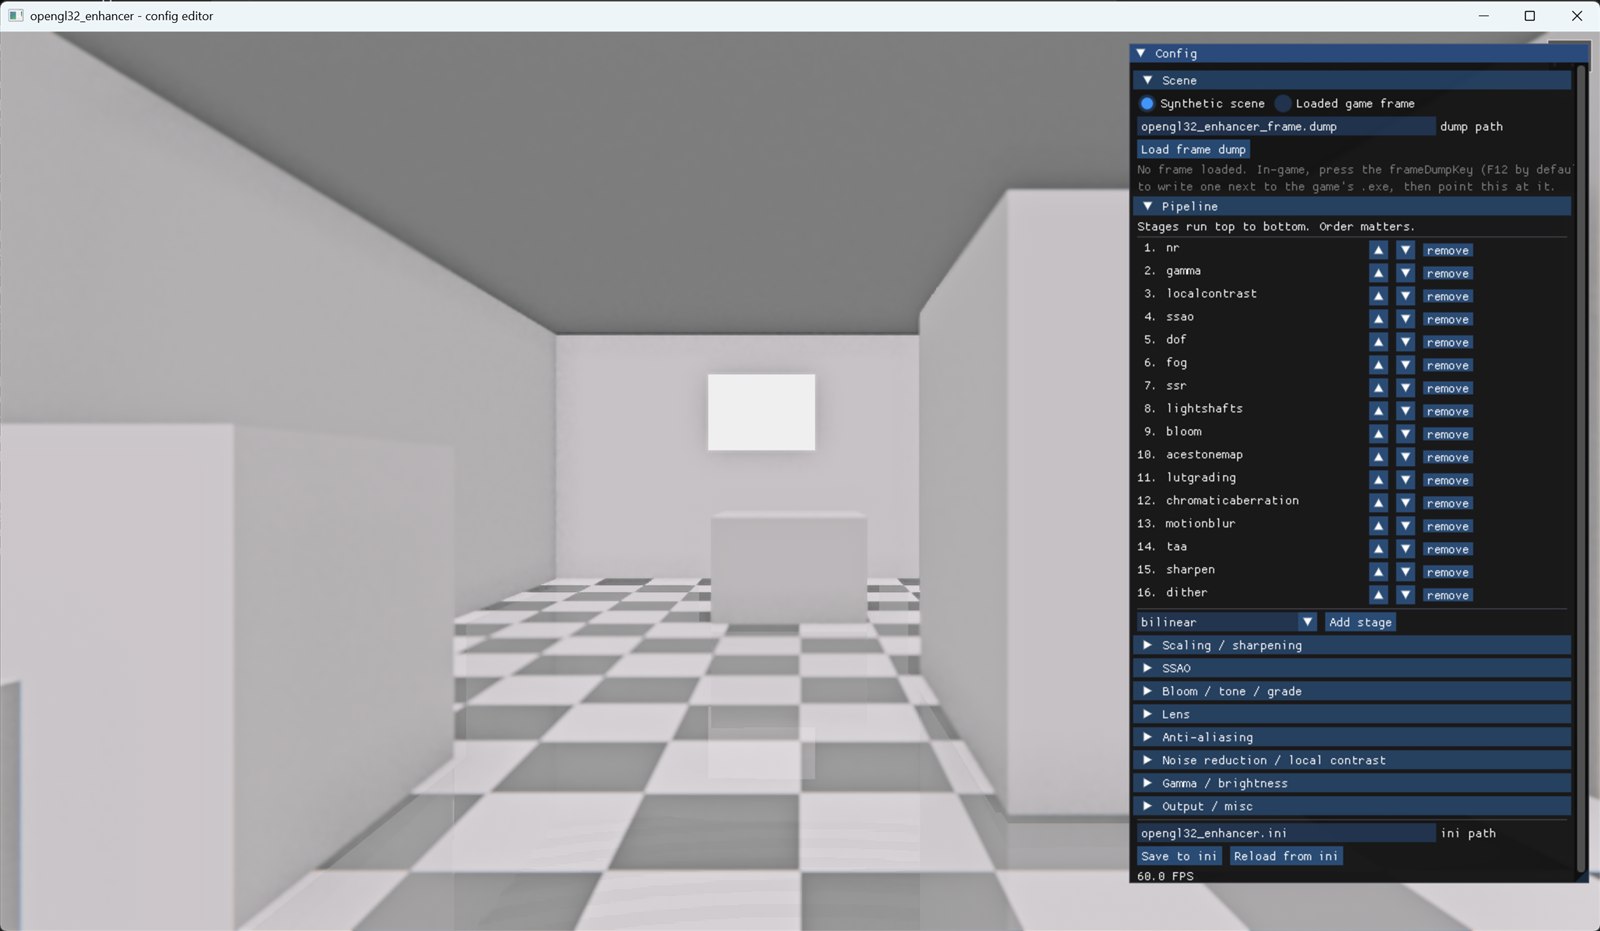 opengl32_enhancer - config editor
Config
Scene
Synthetic scene Loaded game frame
opengl32_enhancer_frame.dump dump path
Load frame dump
No frame loaded. In-game, press the frameDumpKey (F12 by defau
to write one next to the game's .exe, then point this at it.
Pipeline
Stages run top to bottom. Order matters.
1. nr remove
2. gamma remove
3. localcontrast remove
4. ssao remove
5. dof remove
6. fog remove
7. ssr remove
8. lightshafts remove
9. bloom remove
10. acestonemap remove
11. lutgrading remove
12. chromaticaberration remove
13. motionblur remove
14. taa remove
15. sharpen remove
16. dither remove
bilinear Add stage
Scaling / sharpening
SSAO
Bloom / tone / grade
Lens
Anti-aliasing
Noise reduction / local contrast
Gamma / brightness
Output / misc
opengl32_enhancer.ini ini path
Save to ini Reload from ini
60.0 FPS